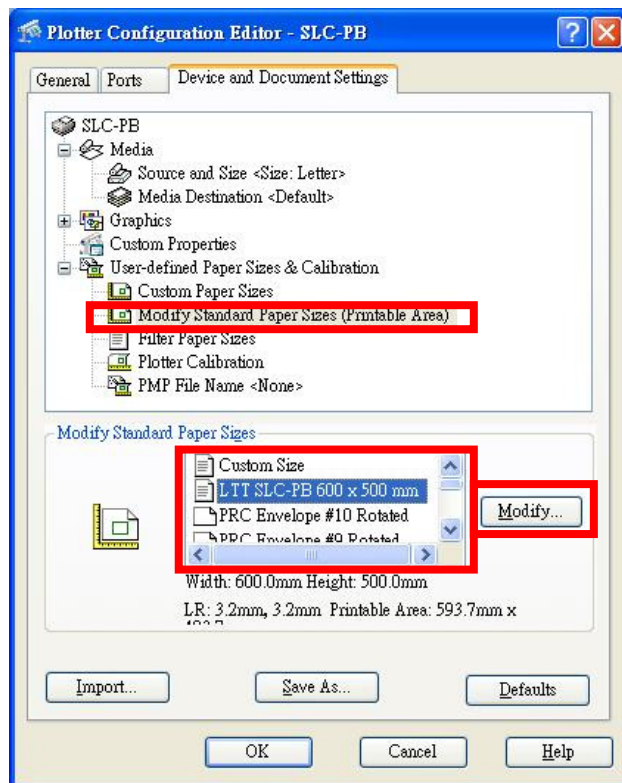 Plotter Configuration Editor - SLC-PB
General Ports Device and Document Settings
SLC-PB
Media
Source and Size <Size: Letter>
Media Destination <Default>
Graphics
Custom Properties
User-defined Paper Sizes & Calibration
Custom Paper Sizes
Modify Standard Paper Sizes (Printable Area)
Filter Paper Sizes
Plotter Calibration
PMP File Name <None>
Modify Standard Paper Sizes
Custom Size
LTT SLC-PB 600 x 500 mm
PRC Envelope #10 Rotated
PRC Envelope #9 Rotated
Modify...
Width: 600.0mm Height: 500.0mm
LR: 3.2mm, 3.2mm Printable Area: 593.7mm x
Import... Save As... Defaults
OK Cancel Help